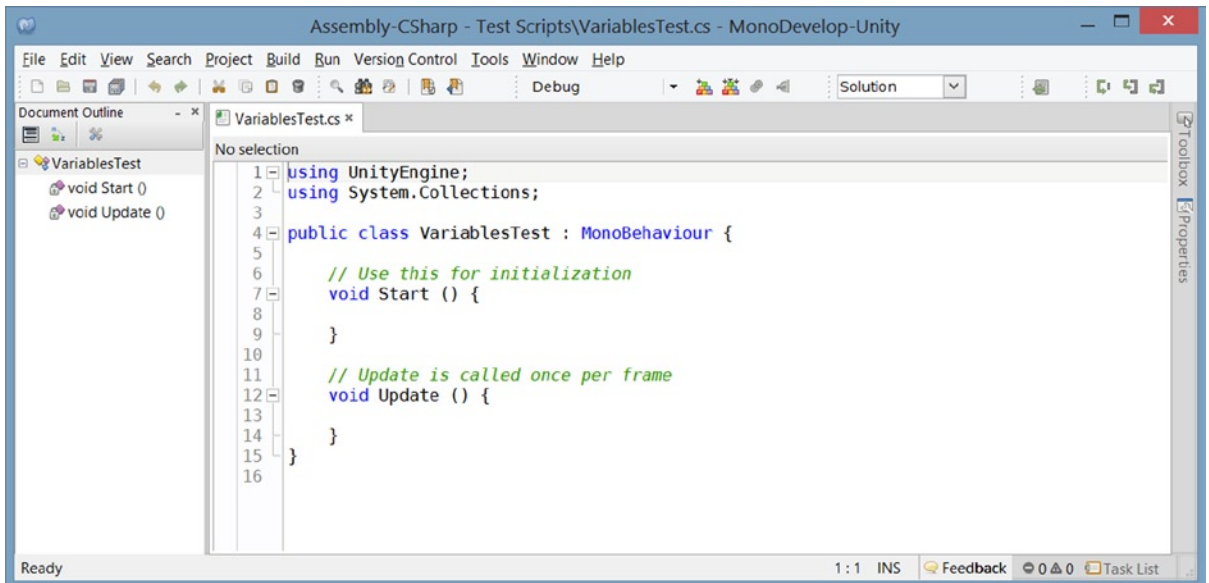 Assembly-CSharp - Test Scripts\VariablesTest.cs - MonoDevelop-Unity
File Edit View Search Project Build Run Version Control Tools Window Help
Debug Solution
Document Outline
VariablesTest.cs
No selection
VariablesTest
void Start ()
void Update ()
1 using UnityEngine;
2 using System.Collections;
3
4 public class VariablesTest : MonoBehaviour {
5
6 // Use this for initialization
7 void Start () {
8
9 }
10
11 // Update is called once per frame
12 void Update () {
13
14 }
15 }
16
Toolbox
Properties
Ready 1 : 1 INS Feedback 0 0 Task List